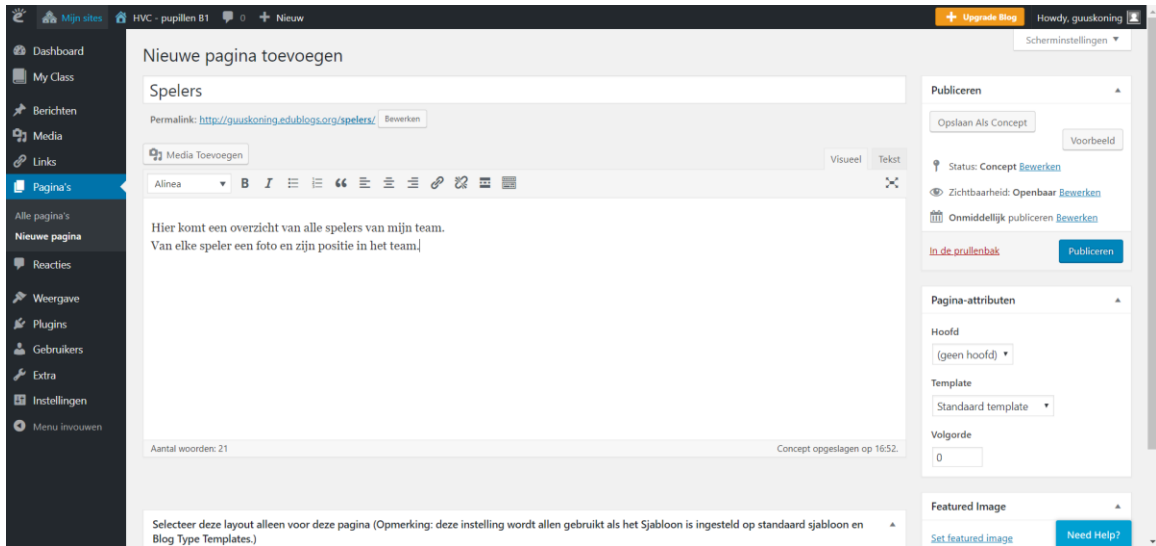 Mijn sites HVC - pupillen B1 0 + Nieuw Upgrade Blog Howdy, guuskoning
Scherminstellingen
Dashboard
My Class
Berichten
Media
Links
Pagina's
Alle pagina's
Nieuwe pagina
Reacties
Weergave
Plugins
Gebruikers
Extra
Instellingen
Menu invouwen
Nieuwe pagina toevoegen
Spelers
Permalink: http://guuskoning.edublogs.org/spelers/ Bewerken
Media Toevoegen
Visueel Tekst
Alinea B I
Hier komt een overzicht van alle spelers van mijn team.
Van elke speler een foto en zijn positie in het team.
Aantal woorden: 21 Concept opgeslagen op 16:52.
Selecteer deze layout alleen voor deze pagina (Opmerking: deze instelling wordt allen gebruikt als het Sjabloon is ingesteld op standaard sjabloon en
Blog Type Templates.)
Publiceren
Opslaan Als Concept
Voorbeeld
Status: Concept Bewerken
Zichtbaarheid: Openbaar Bewerken
Onmiddellijk publiceren Bewerken
In de prullenbak Publiceren
Pagina-attributen
Hoofd
(geen hoofd)
Template
Standaard template
Volgorde
0
Featured Image
Set featured image
Need Help?